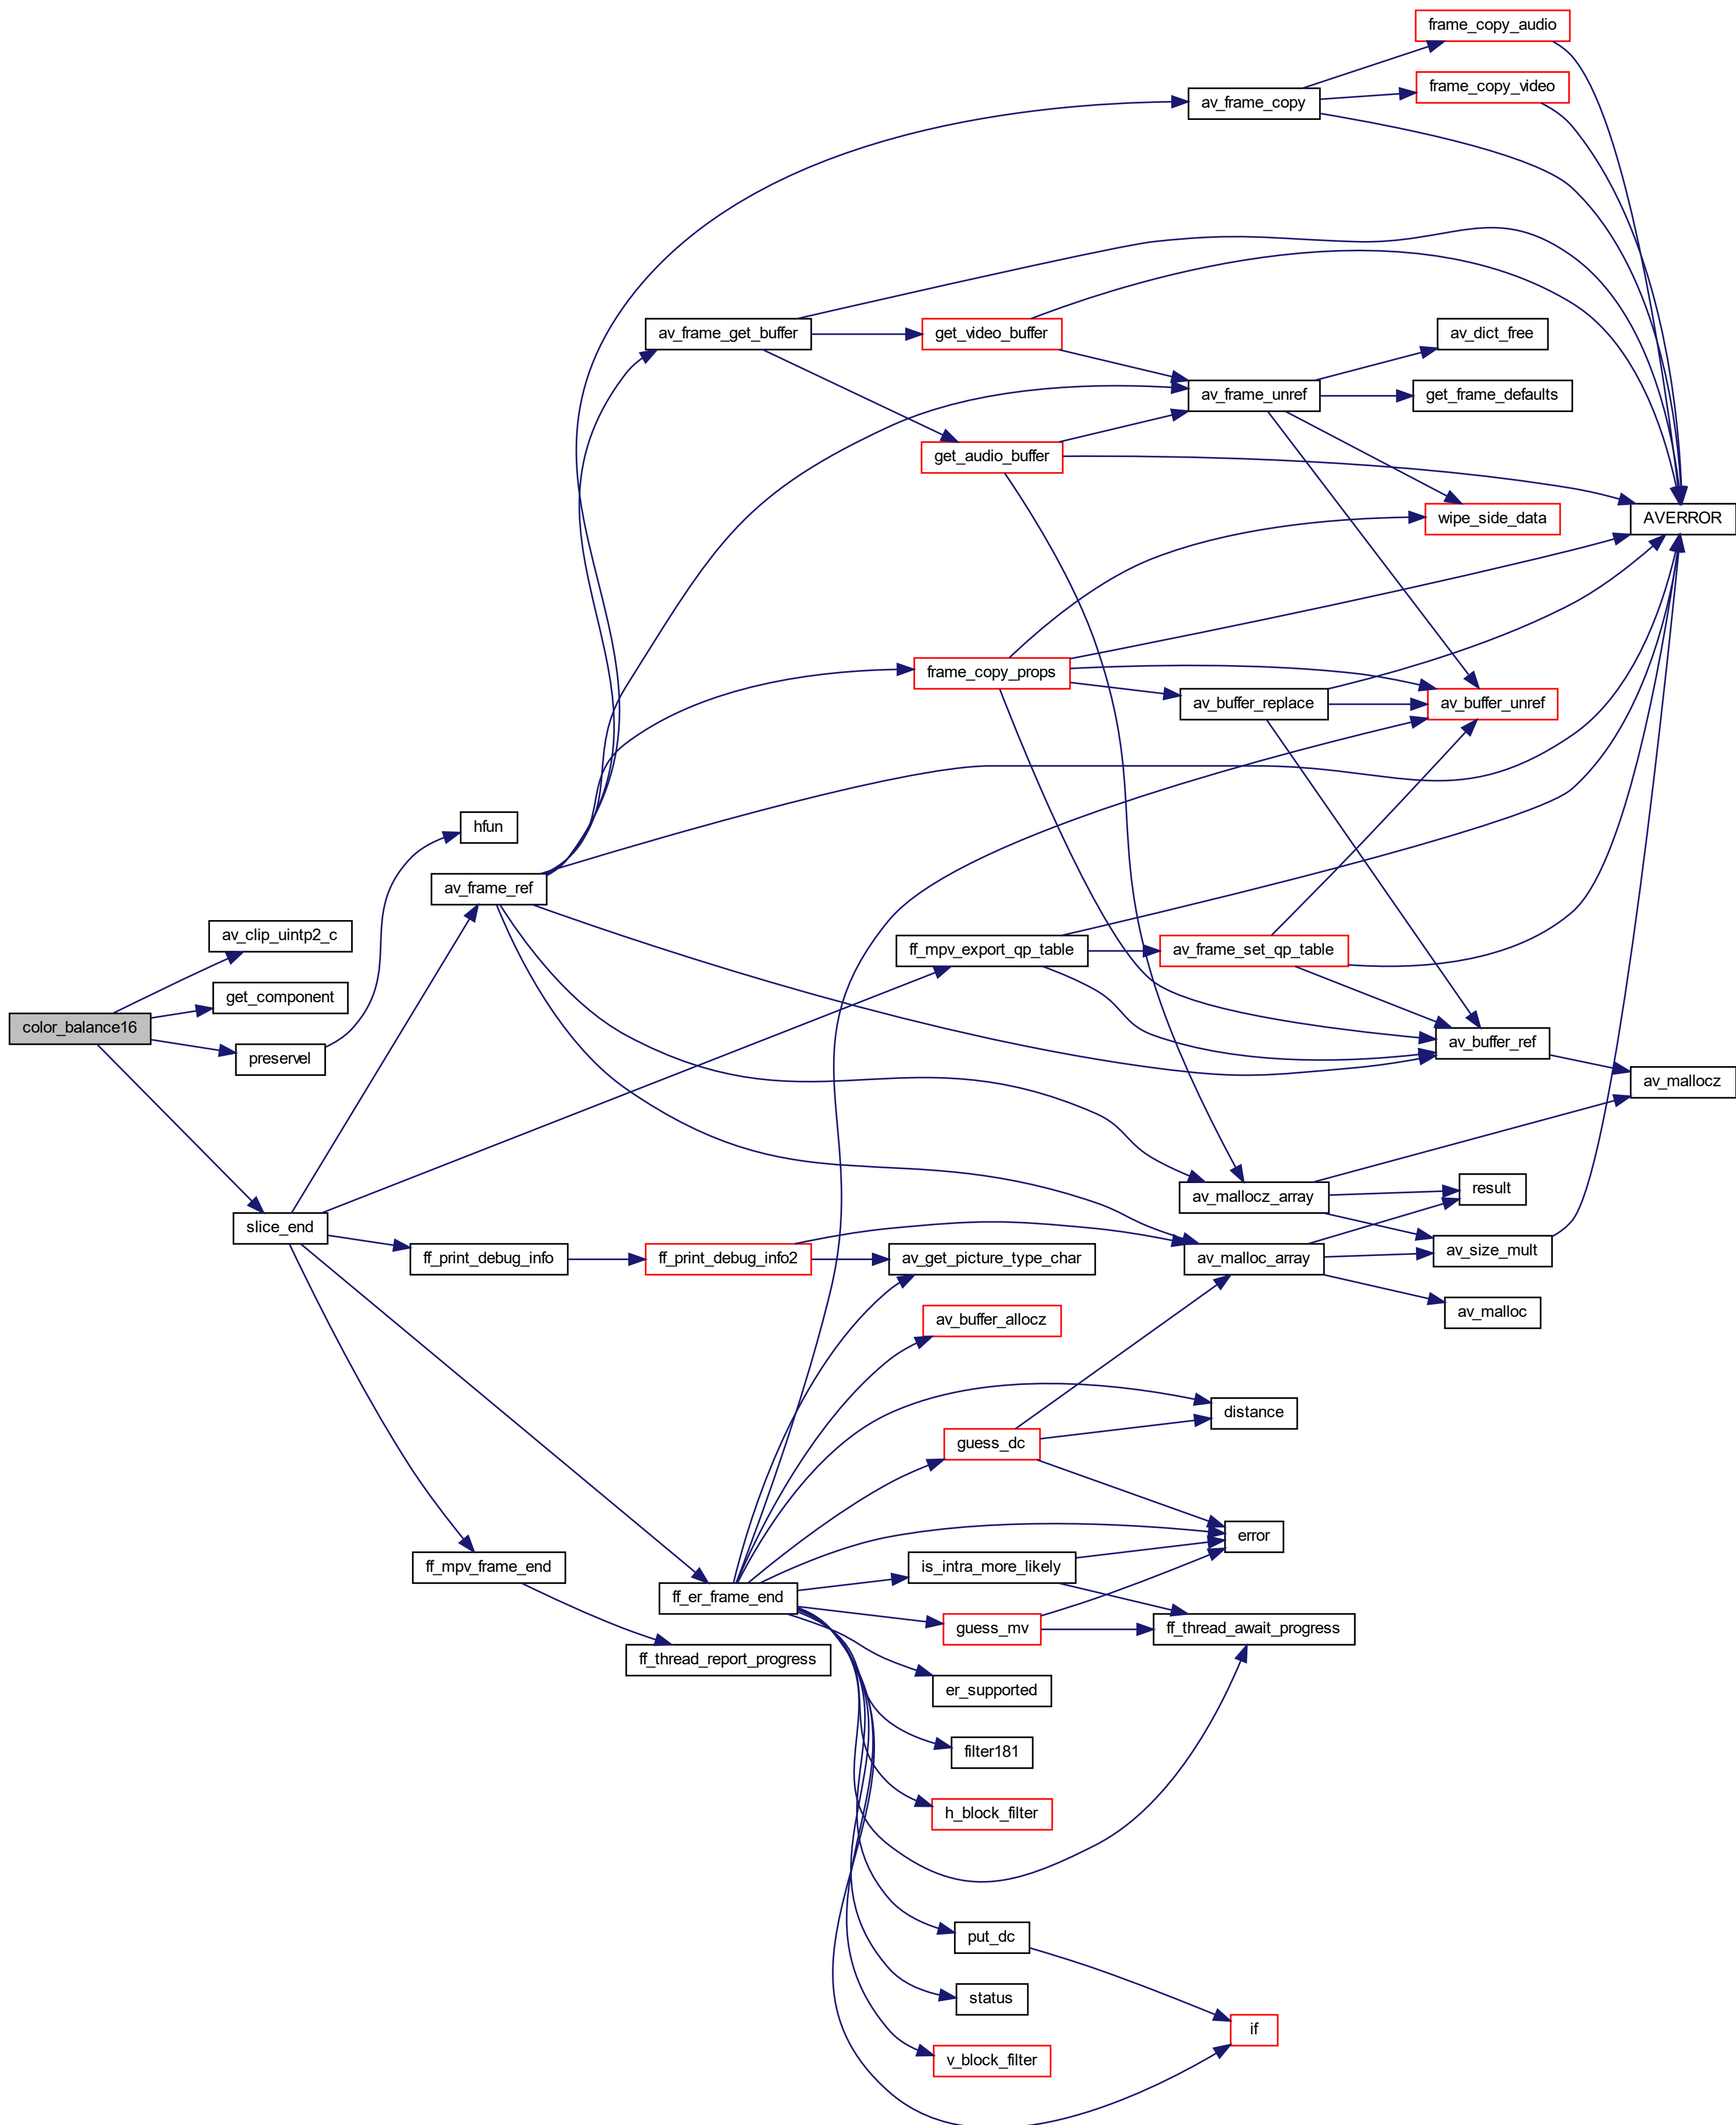 frame_copy_audio
frame_copy_video
av_frame_copy
av_frame_get_buffer
get_video_buffer
av_dict_free
av_frame_unref
get_frame_defaults
get_audio_buffer
wipe_side_data
AVERROR
frame_copy_props
av_buffer_replace
av_buffer_unref
hfun
av_frame_ref
av_clip_uintp2_c
ff_mpv_export_qp_table
av_frame_set_qp_table
get_component
color_balance16
preservel
av_buffer_ref
av_mallocz
av_mallocz_array
result
slice_end
ff_print_debug_info
ff_print_debug_info2
av_get_picture_type_char
av_malloc_array
av_size_mult
av_buffer_allocz
av_malloc
distance
guess_dc
error
ff_mpv_frame_end
is_intra_more_likely
ff_er_frame_end
guess_mv
ff_thread_await_progress
ff_thread_report_progress
er_supported
filter181
h_block_filter
put_dc
status
if
v_block_filter